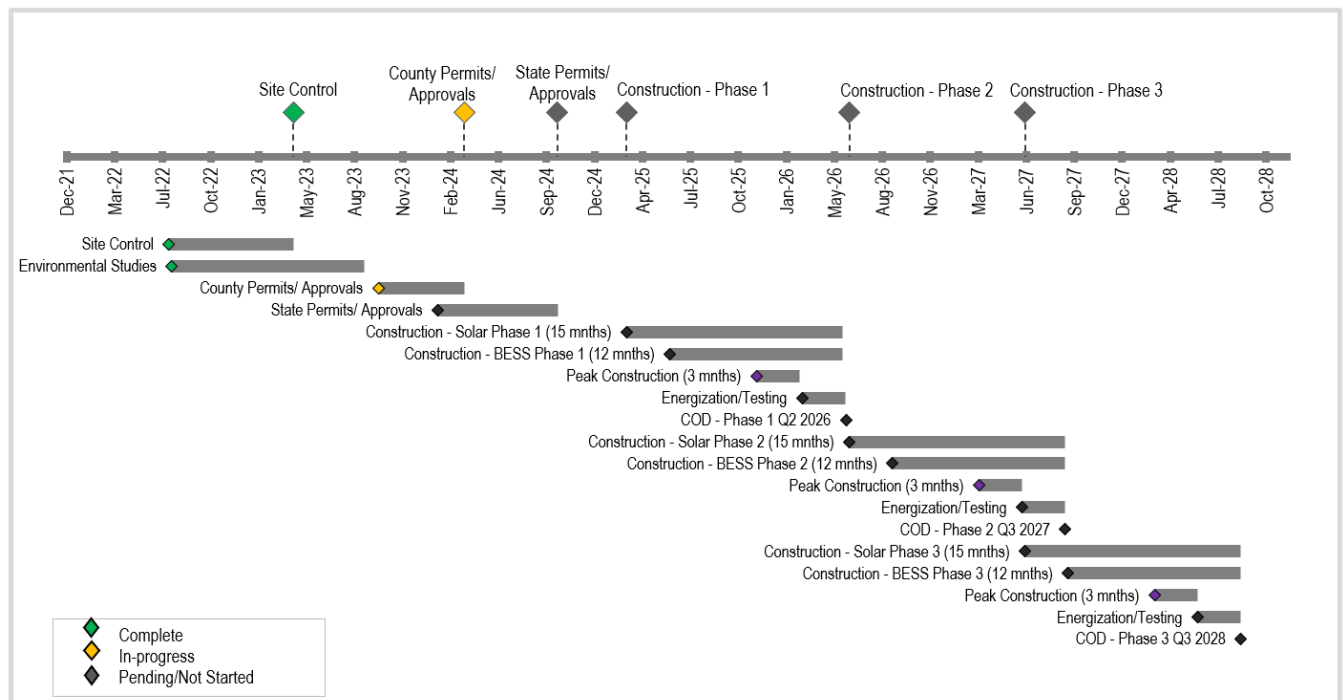 Site Control
County Permits/
Approvals
State Permits/
Approvals
Construction - Phase 1
Construction - Phase 2
Construction - Phase 3
Dec-21
Mar-22
Jul-22
Oct-22
Jan-23
May-23
Aug-23
Nov-23
Feb-24
Jun-24
Sep-24
Dec-24
Apr-25
Jul-25
Oct-25
Jan-26
May-26
Aug-26
Nov-26
Mar-27
Jun-27
Sep-27
Dec-27
Apr-28
Jul-28
Oct-28
Site Control
Environmental Studies
County Permits/ Approvals
State Permits/ Approvals
Construction - Solar Phase 1 (15 mnths)
Construction - BESS Phase 1 (12 mnths)
Peak Construction (3 mnths)
Energization/Testing
COD - Phase 1 Q2 2026
Construction - Solar Phase 2 (15 mnths)
Construction - BESS Phase 2 (12 mnths)
Peak Construction (3 mnths)
Energization/Testing
COD - Phase 2 Q3 2027
Construction - Solar Phase 3 (15 mnths)
Construction - BESS Phase 3 (12 mnths)
Peak Construction (3 mnths)
Energization/Testing
COD - Phase 3 Q3 2028
Complete
In-progress
Pending/Not Started